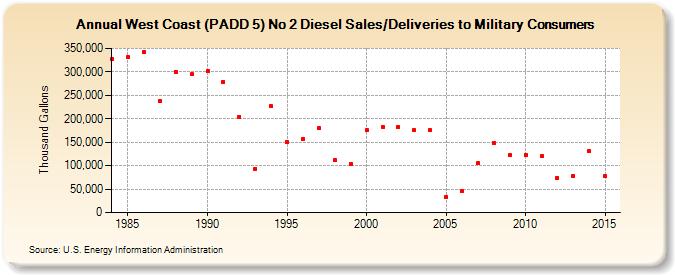 Annual West Coast (PADD 5) No 2 Diesel Sales/Deliveries to Military Consumers
Thousand Gallons
350,000
300,000
250,000
200,000
150,000
100,000
50,000
0
1985 1990 1995 2000 2005 2010 2015
Source: U.S. Energy Information Administration